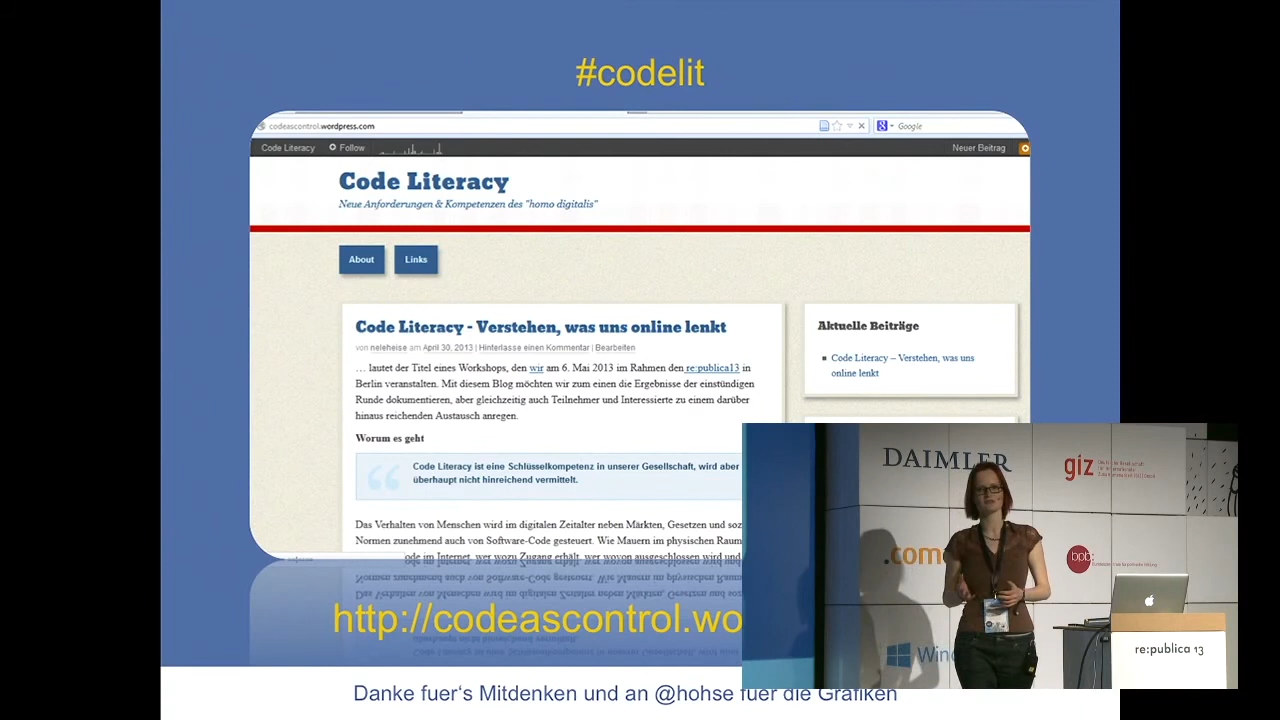 #codelit
codeascontrol.wordpress.com
Google
Code Literacy
Follow
Neuer Beitrag
Code Literacy
Neue Anforderungen & Kompetenzen des "homo digitalis"
About
Links
Code Literacy - Verstehen, was uns online lenkt
von neleheise am April 30, 2013 | Hinterlasse einen Kommentar | Bearbeiten
… lautet der Titel eines Workshops, den wir am 6. Mai 2013 im Rahmen den re:publica13 in
Berlin veranstalten. Mit diesem Blog möchten wir zum einen die Ergebnisse der einstündigen
Runde dokumentieren, aber gleichzeitig auch Teilnehmer und Interessierte zu einem darüber
hinaus reichenden Austausch anregen.
Worum es geht
Code Literacy ist eine Schlüsselkompetenz in unserer Gesellschaft, wird aber
überhaupt nicht hinreichend vermittelt.
Das Verhalten von Menschen wird im digitalen Zeitalter neben Märkten, Gesetzen und soz
Normen zunehmend auch von Software-Code gesteuert. Wie Mauern im physischen Raum
ode im Internet, wer wozu Zugang erhält, wer wovon ausgeschlossen wird und
Aktuelle Beiträge
Code Literacy – Verstehen, was uns
online lenkt
http://codeascontrol.wo
Danke fuer's Mitdenken und an @hohse fuer die Grafiken
DAIMLER
giz
.com
bpb:
Wind
re:publica 13